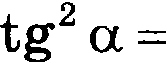 tg² α =